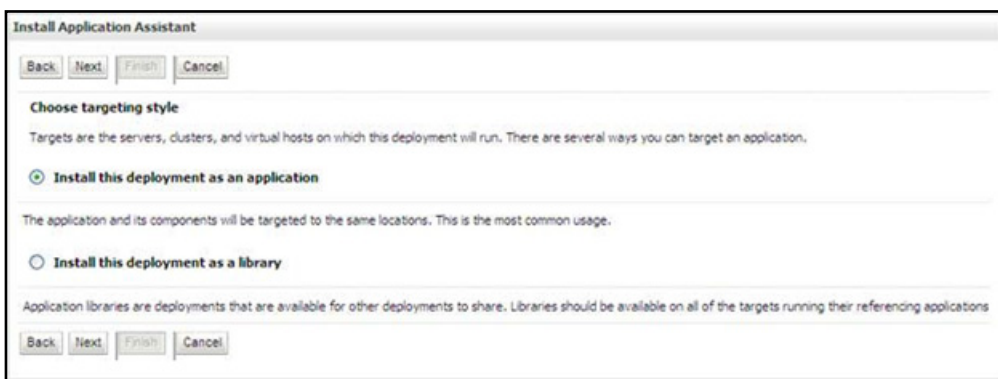 Install Application Assistant
Back Next Finish Cancel
Choose targeting style
Targets are the servers, clusters, and virtual hosts on which this deployment will run. There are several ways you can target an application.
Install this deployment as an application
The application and its components will be targeted to the same locations. This is the most common usage.
Install this deployment as a library
Application libraries are deployments that are available for other deployments to share. Libraries should be available on all of the targets running their referencing applications
Back Next Finish Cancel